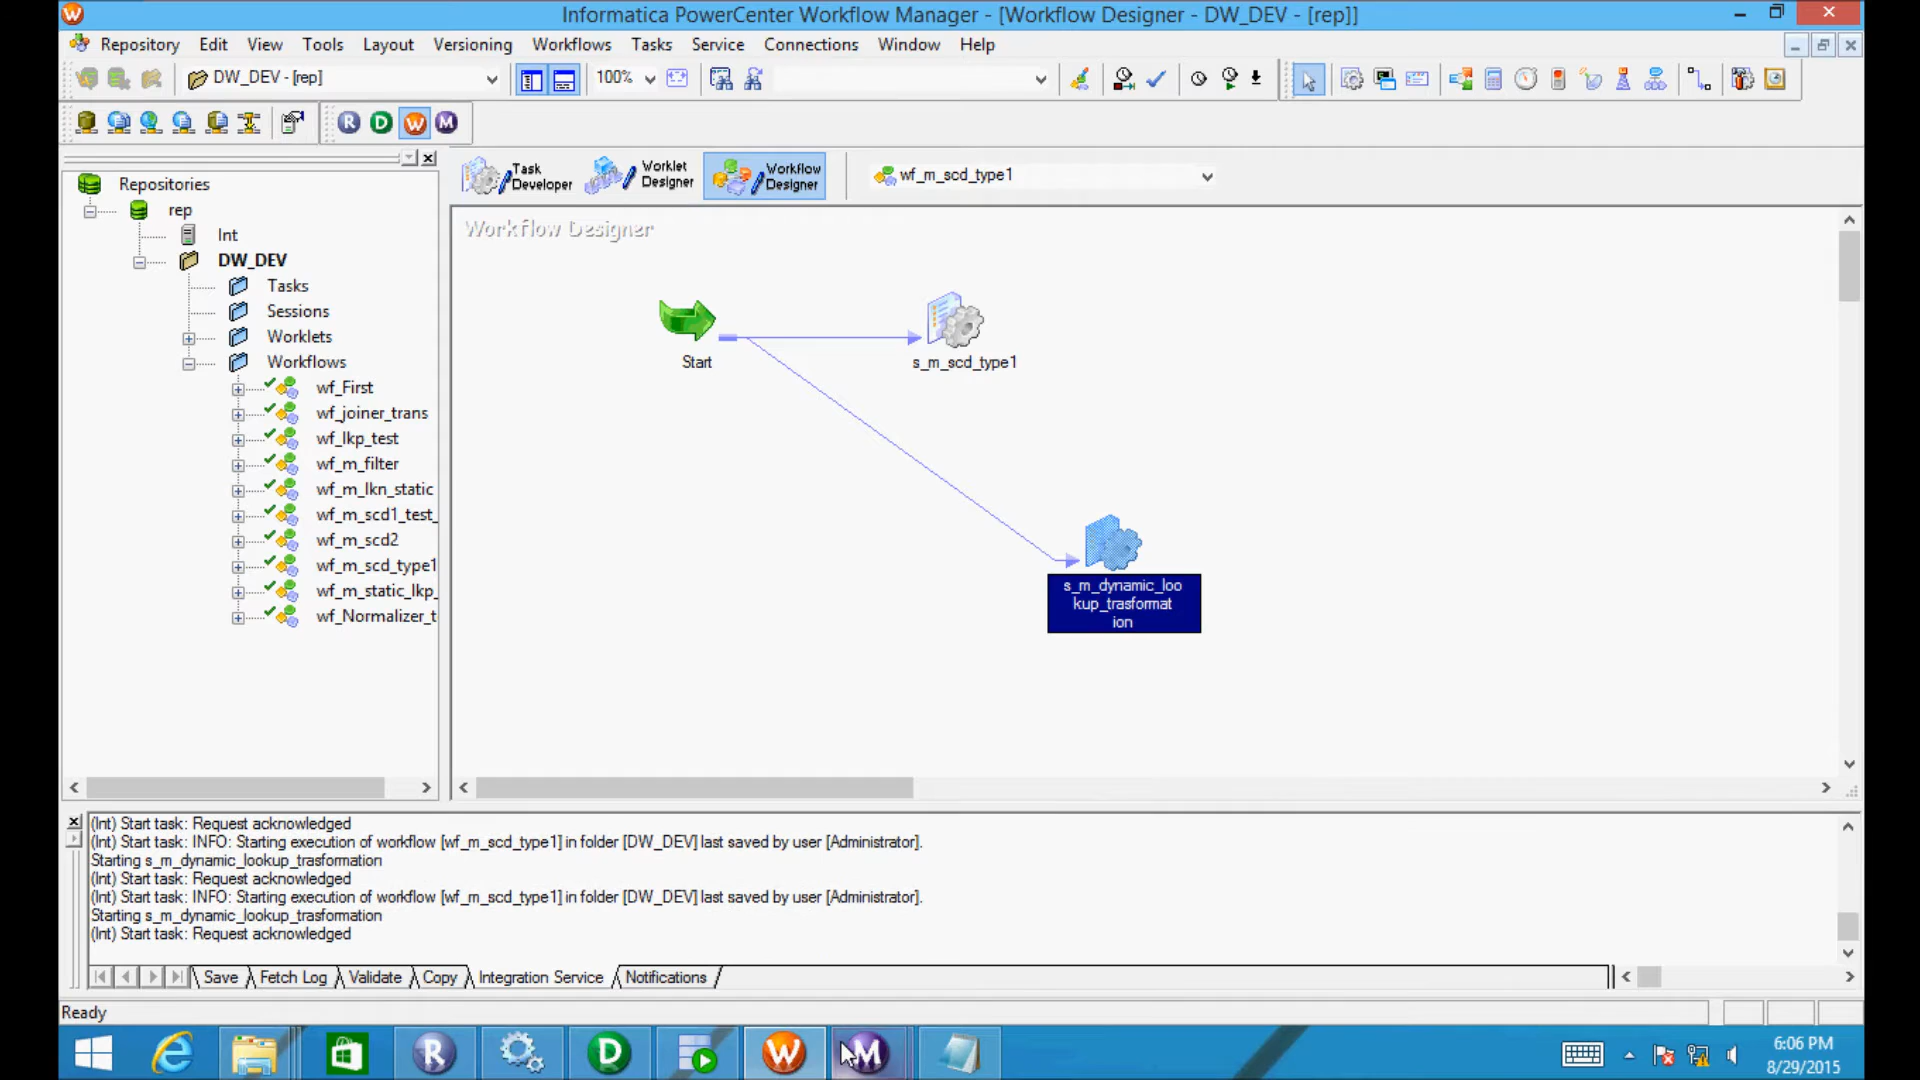 Informatica PowerCenter Workflow Manager - [Workflow Designer - DW_DEV - [rep]]
Repository Edit View Tools Layout Versioning Workflows Tasks Service Connections Window Help
DW_DEV - [rep] 100%
R D W M
Task Developer
Worklet Designer
Workflow Designer
wf_m_scd_type1
Repositories
rep
Int
DW_DEV
Tasks
Sessions
Worklets
Workflows
wf_First
wf_joiner_trans
wf_lkp_test
wf_m_filter
wf_m_lkn_static
wf_m_scd1_test_
wf_m_scd2
wf_m_scd_type1
wf_m_static_lkp_
wf_Normalizer_t
Workflow Designer
Start
s_m_scd_type1
s_m_dynamic_loo
kup_trasformat
ion
(Int) Start task: Request acknowledged
(Int) Start task: INFO: Starting execution of workflow [wf_m_scd_type1] in folder [DW_DEV] last saved by user [Administrator].
Starting s_m_dynamic_lookup_trasformation
(Int) Start task: Request acknowledged
(Int) Start task: INFO: Starting execution of workflow [wf_m_scd_type1] in folder [DW_DEV] last saved by user [Administrator].
Starting s_m_dynamic_lookup_trasformation
(Int) Start task: Request acknowledged
Save Fetch Log Validate Copy Integration Service Notifications
Ready
R D W M
6:06 PM
8/29/2015